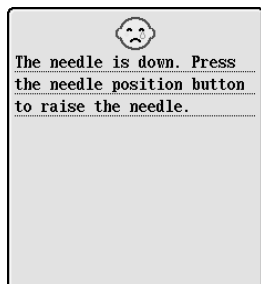 The needle is down. Press
the needle position button
to raise the needle.